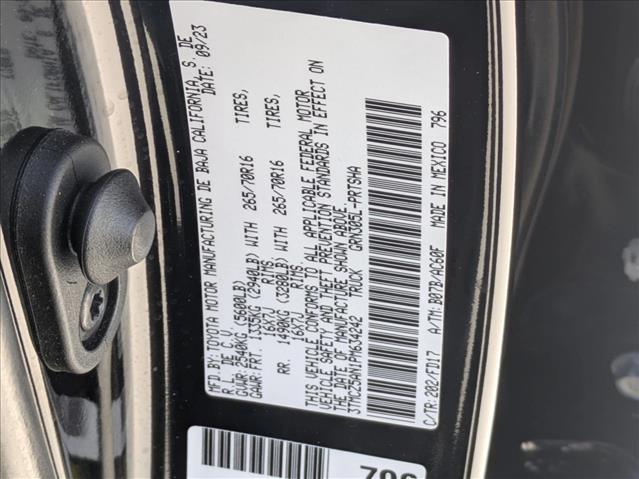 MFD.BY:TOYOTA MOTOR MANUFACTURING DE BAJA CALIFORNIA, S. DE
R.L. DE C.V. DATE: 09/23
GVWR:2540KG (5600LB)
GAWR:FRT. 1335KG (2940LB) WITH 265/70R16 TIRES,
16X7J RIMS
RR. 1490KG (3280LB) WITH 265/70R16 TIRES,
16X7J RIMS
THIS VEHICLE CONFORMS TO ALL APPLICABLE FEDERAL MOTOR
VEHICLE SAFETY AND THEFT PREVENTION STANDARDS IN EFFECT ON
THE DATE OF MANUFACTURE SHOWN ABOVE.
3TMCZ5AN1PM634242 TRUCK GRN305L-PRTSMA
C/TR:202/FD17 A/TM:B07B/AC60F MADE IN MEXICO 796
796